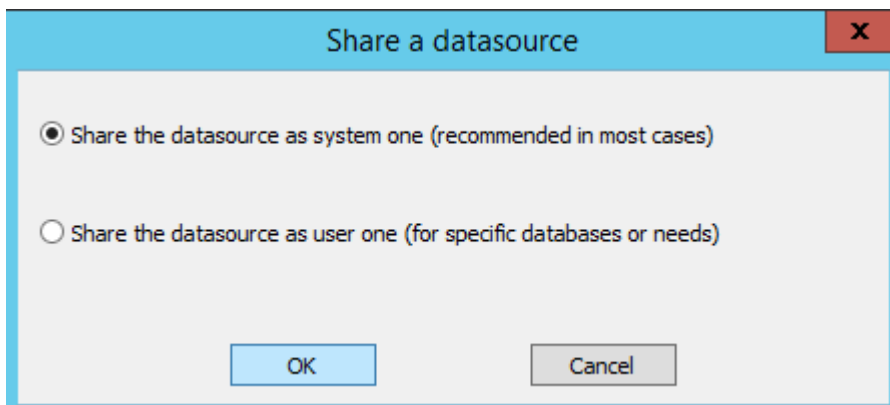 Share a datasource
x
Share the datasource as system one (recommended in most cases)
Share the datasource as user one (for specific databases or needs)
OK
Cancel